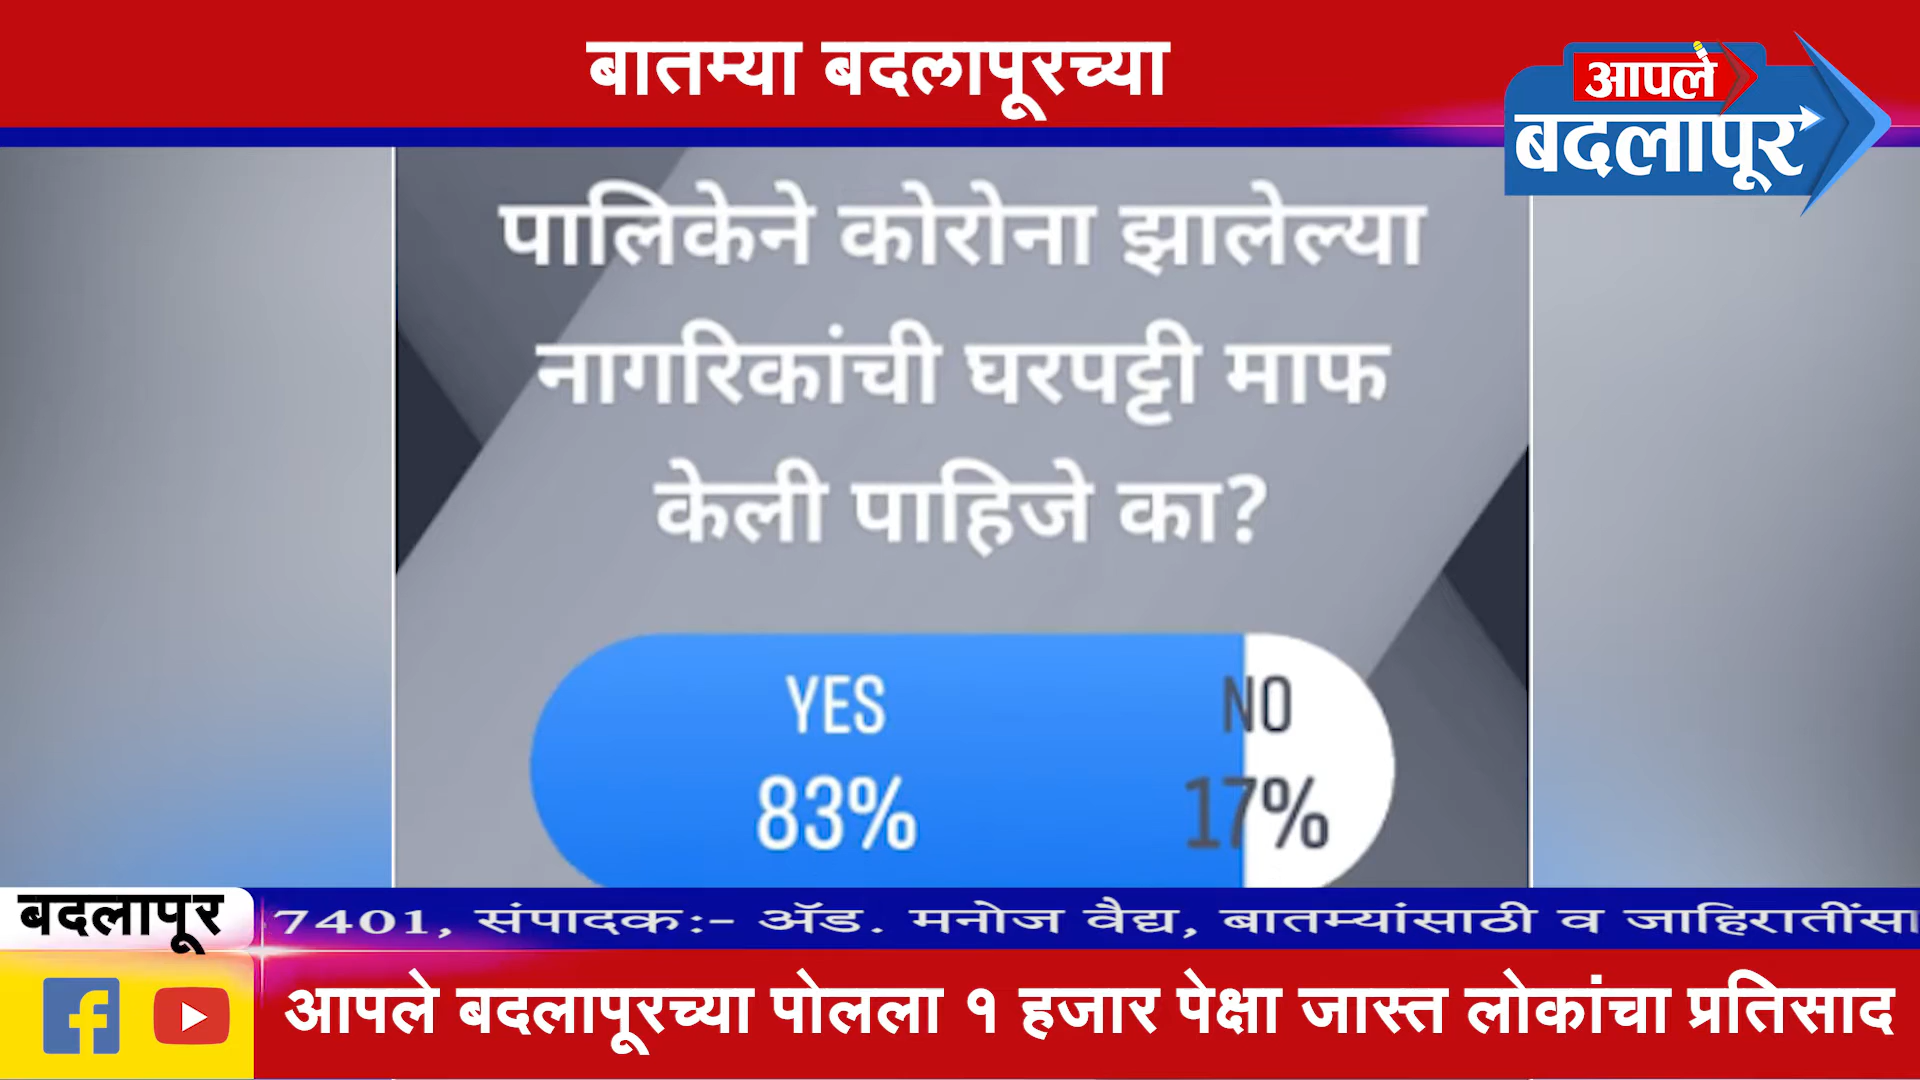 बातम्या बदलापूरच्या
आपलं
बदलापूर
पालिकेने कोरोना झालेल्या
नागरिकांची घरपट्टी माफ
केली पाहिजे का?
YES NO
83% 17%
बदलापूर
7401, संपादक:- ॲड. मनोज वैद्य, बातम्यांसाठी व जाहिरातींसा
आपले बदलापूरच्या पोलला १ हजार पेक्षा जास्त लोकांचा प्रतिसाद